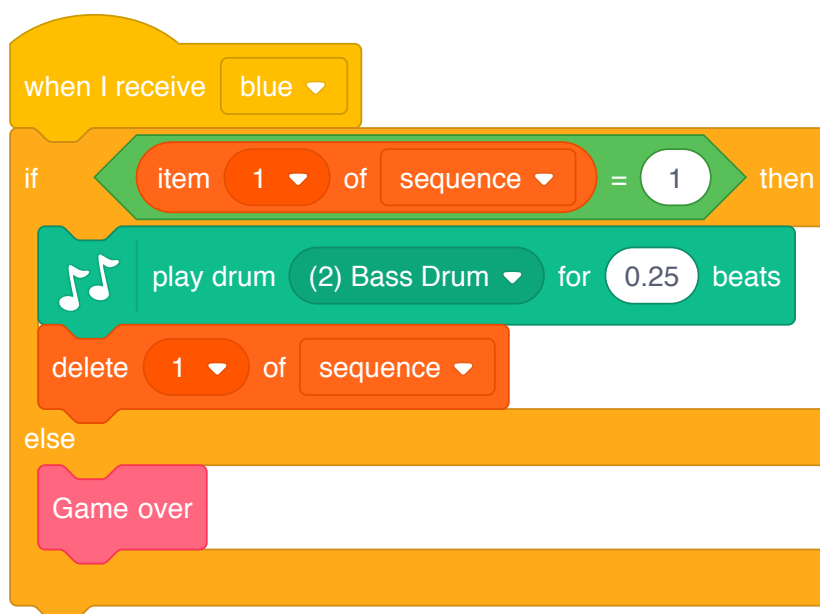 when I receive blue
if item 1 of sequence = 1 then
play drum (2) Bass Drum for 0.25 beats
delete 1 of sequence
else
Game over